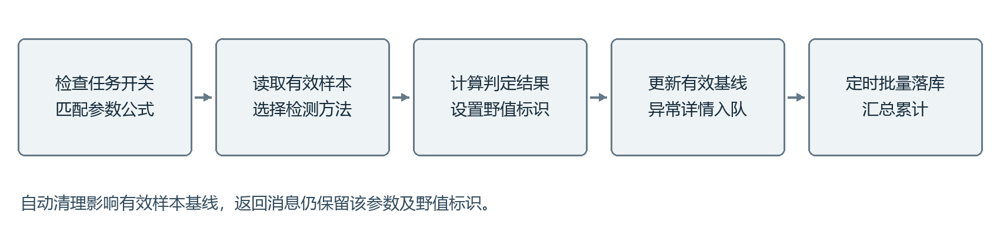 检查任务开关
匹配参数公式
读取有效样本
选择检测方法
计算判定结果
设置野值标识
更新有效基线
异常详情入队
定时批量落库
汇总累计
自动清理影响有效样本基线，返回消息仍保留该参数及野值标识。